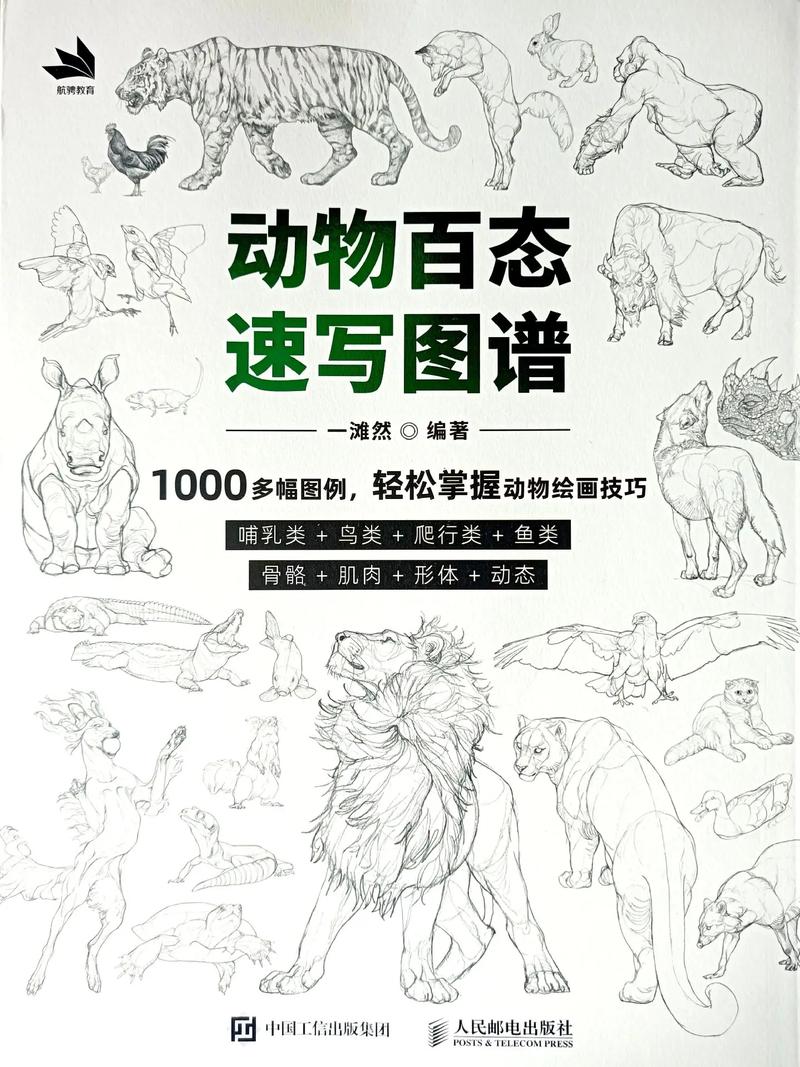 航骋教育
动物百态
速写图谱
一滩然 ◎ 编著
1000多幅图例，轻松掌握动物绘画技巧
哺乳类 + 鸟类 + 爬行类 + 鱼类
骨骼 + 肌肉 + 形体 + 动态
中国工信出版集团
人民邮电出版社
POSTS & TELECOM PRESS